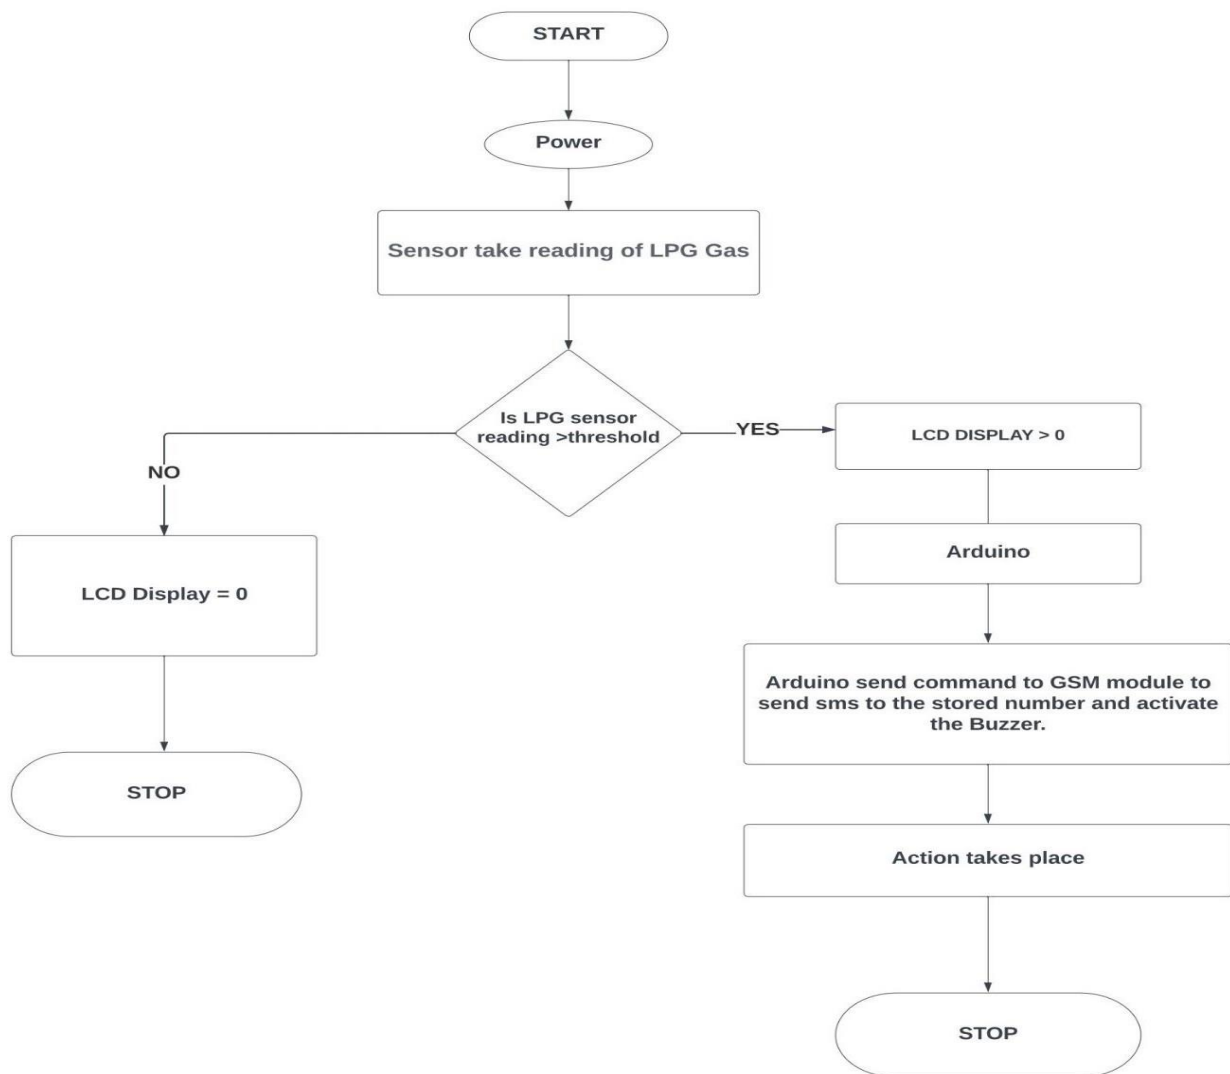 START
Power
Sensor take reading of LPG Gas
Is LPG sensor
reading >threshold
YES
LCD DISPLAY > 0
NO
Arduino
LCD Display = 0
Arduino send command to GSM module to
send sms to the stored number and activate
the Buzzer.
STOP
Action takes place
STOP